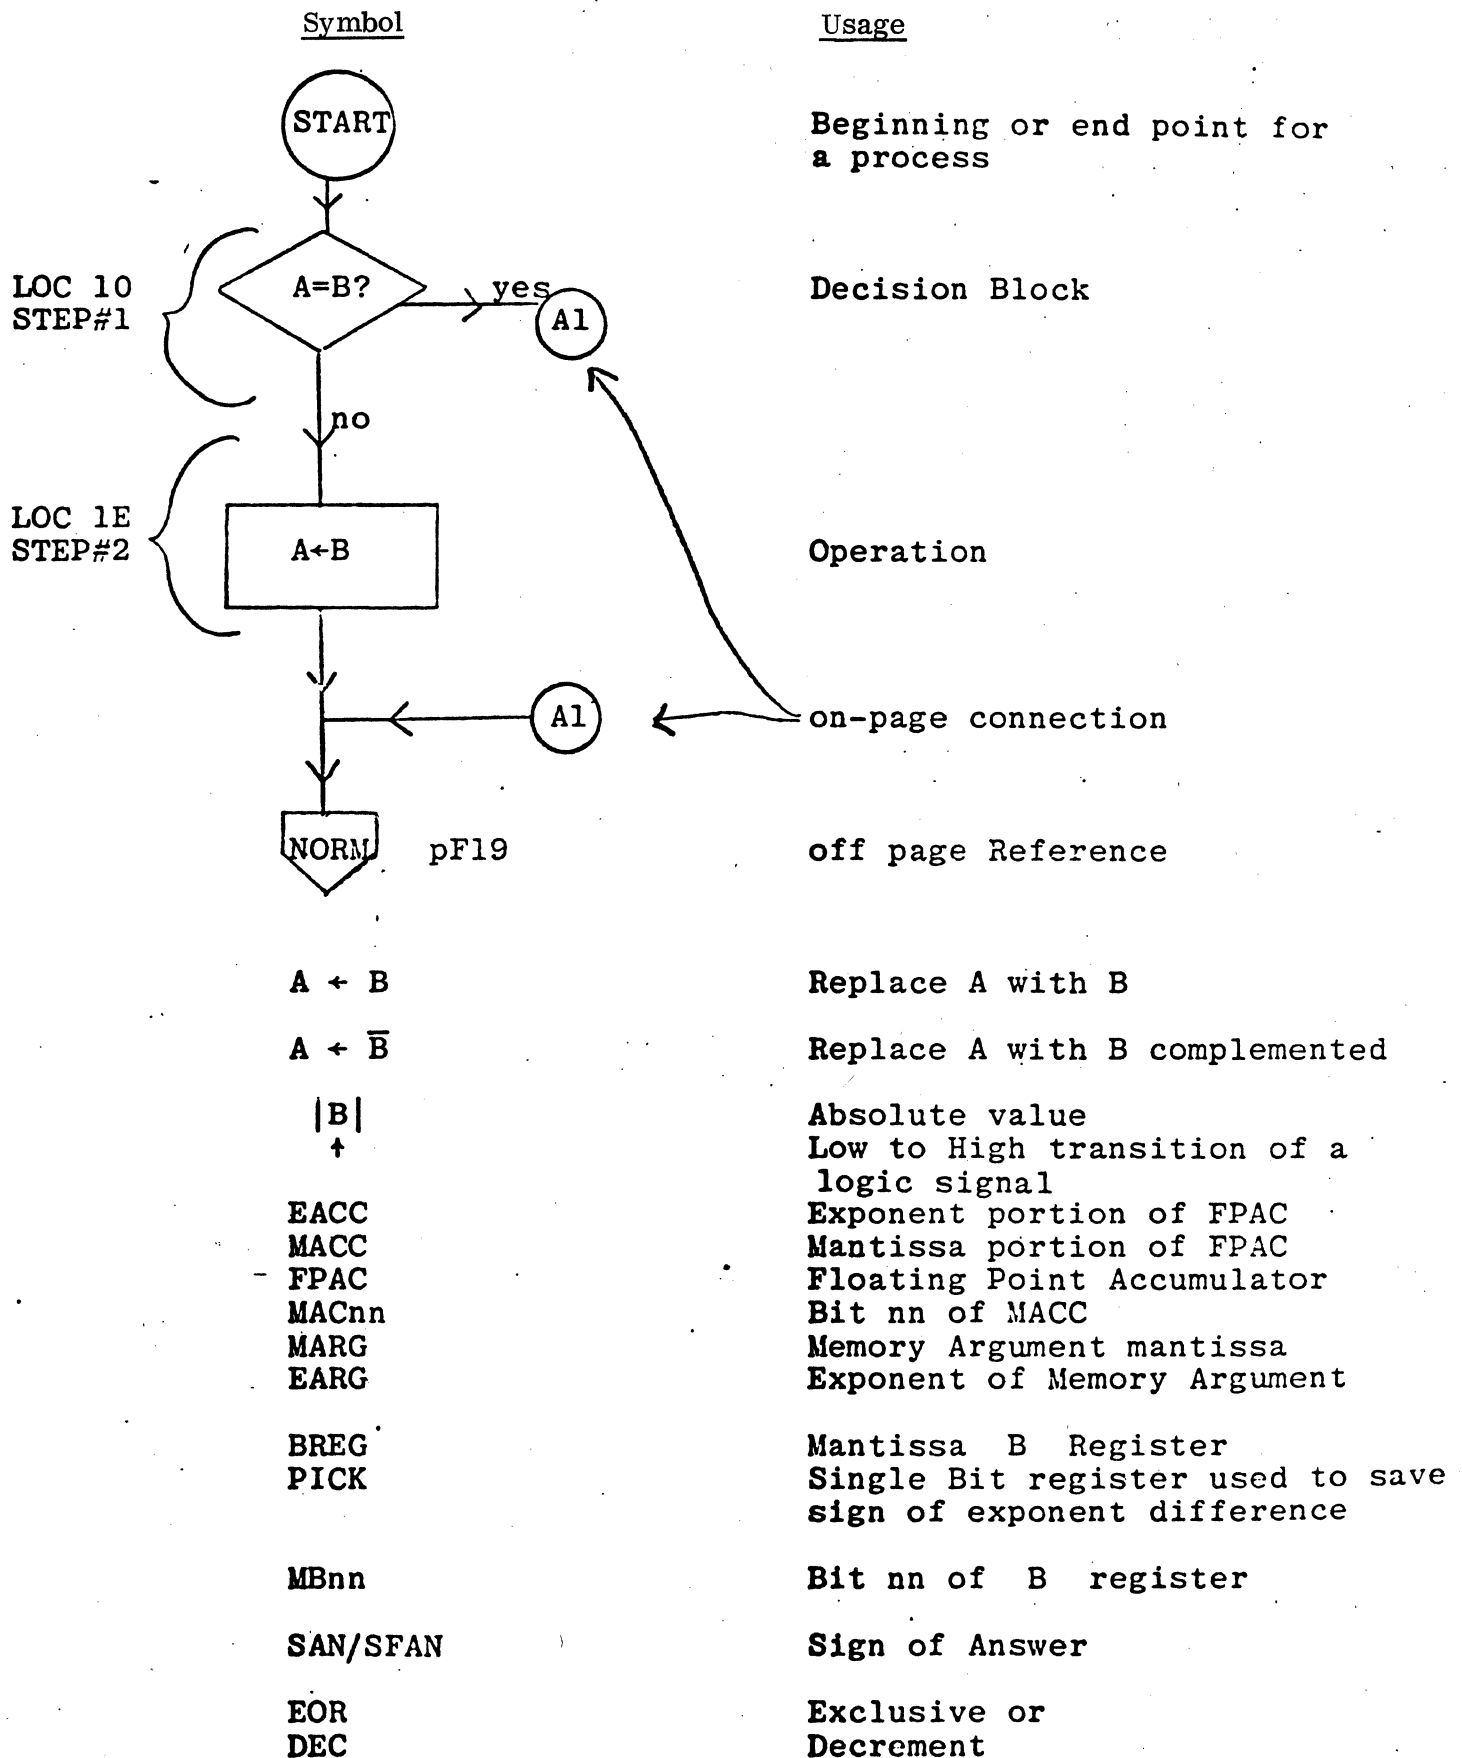 Symbol Usage
START Beginning or end point for
a process
LOC 10 A=B? yes Decision Block
STEP#1 A1
no
LOC 1E
STEP#2 A←B Operation
A1 on-page connection
NORM pF19 off page Reference
A ← B Replace A with B
A ← B̅ Replace A with B complemented
|B| Absolute value
↑ Low to High transition of a
logic signal
EACC Exponent portion of FPAC
MACC Mantissa portion of FPAC
FPAC Floating Point Accumulator
MACnn Bit nn of MACC
MARG Memory Argument mantissa
EARG Exponent of Memory Argument
BREG Mantissa B Register
PICK Single Bit register used to save
sign of exponent difference
MBnn Bit nn of B register
SAN/SFAN Sign of Answer
EOR Exclusive or
DEC Decrement